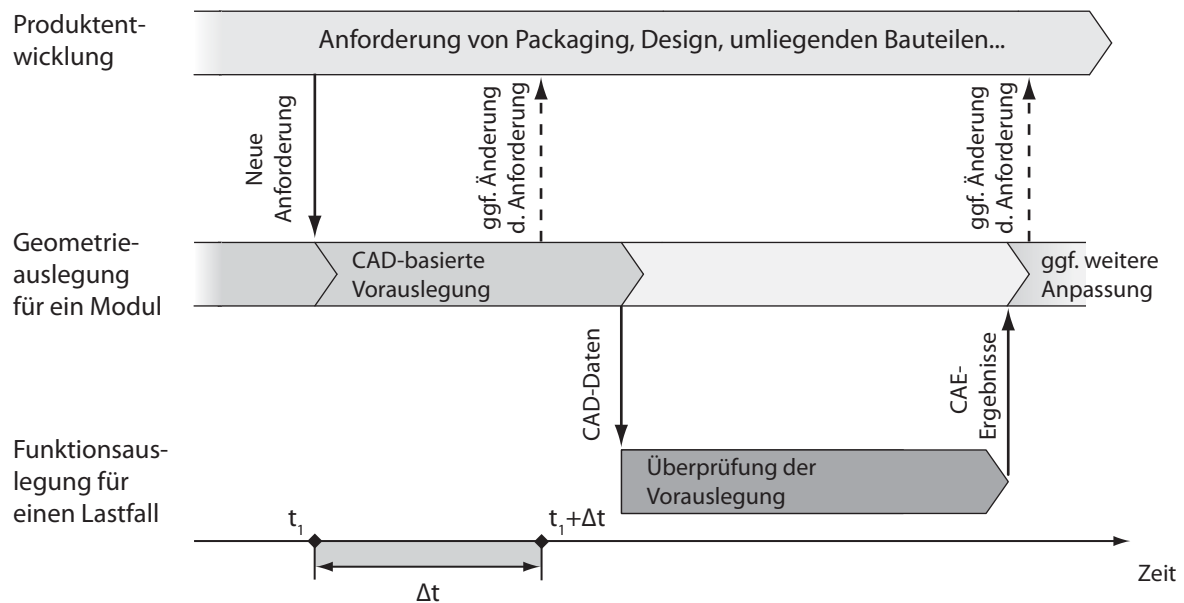 Produktent-
wicklung
Anforderung von Packaging, Design, umliegenden Bauteilen...
Neue
Anforderung
ggf. Änderung
d. Anforderung
ggf. Änderung
d. Anforderung
Geometrie-
auslegung
für ein Modul
CAD-basierte
Vorauslegung
ggf. weitere
Anpassung
CAD-Daten
CAE-
Ergebnisse
Funktionsaus-
legung für
einen Lastfall
Überprüfung der
Vorauslegung
t₁
t₁+Δt
Δt
Zeit